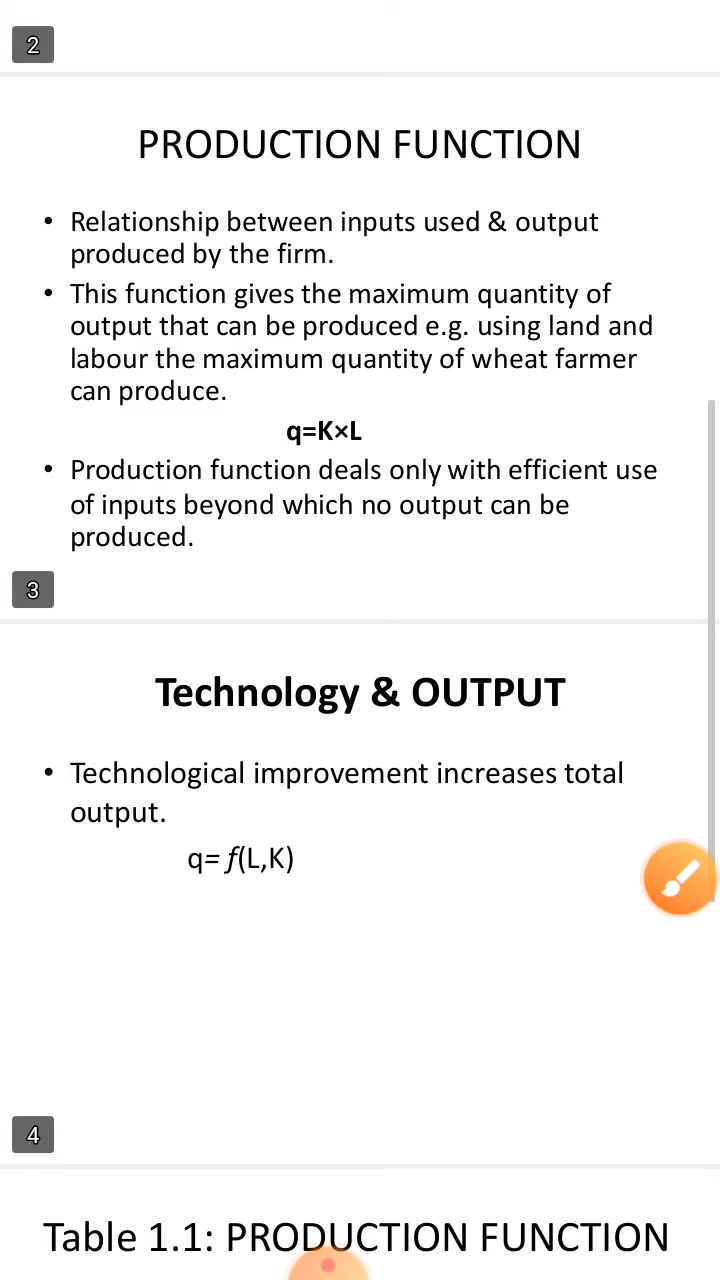 2
PRODUCTION FUNCTION
• Relationship between inputs used & output
produced by the firm.
• This function gives the maximum quantity of
output that can be produced e.g. using land and
labour the maximum quantity of wheat farmer
can produce.
q=K×L
• Production function deals only with efficient use
of inputs beyond which no output can be
produced.
3
Technology & OUTPUT
• Technological improvement increases total
output.
q= f(L,K)
4
Table 1.1: PRODUCTION FUNCTION